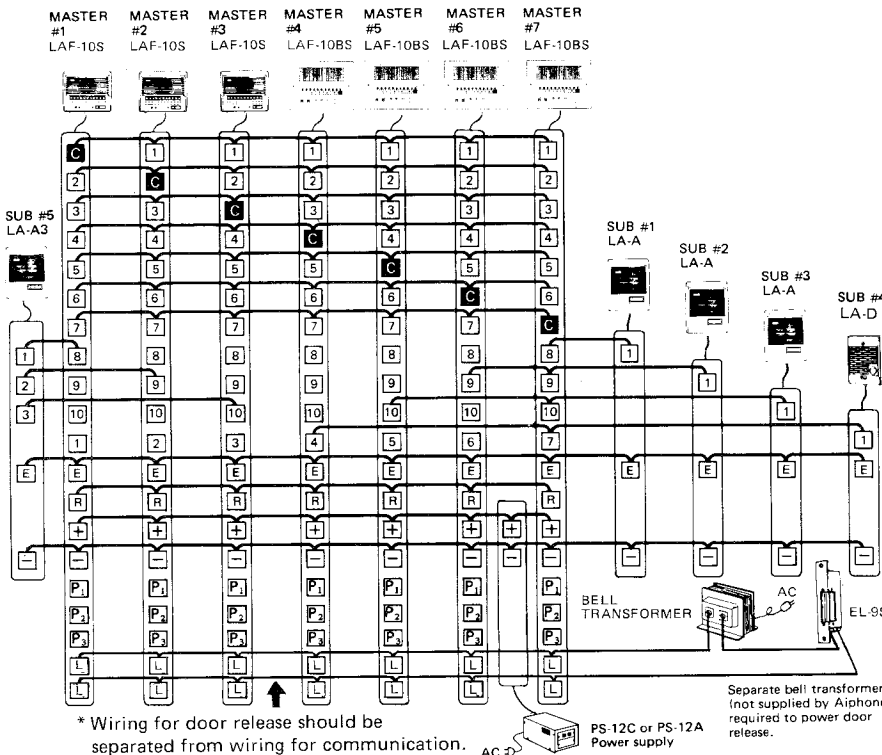 MASTER MASTER MASTER MASTER MASTER MASTER MASTER
#1 #2 #3 #4 #5 #6 #7
LAF-10S LAF-10S LAF-10S LAF-10BS LAF-10BS LAF-10BS LAF-10BS
C 1 1 1 1 1 1
2 C 2 2 2 2 2
3 3 C 3 3 3 3
SUB #5
LA-A3
SUB #1
LA-A
SUB #2
LA-A
SUB #3
LA-A
SUB #4
LA-D
4 4 4 C 4 4 4
5 5 5 5 C 5 5
6 6 6 6 6 C 6
7 7 7 7 7 7 C
1 8 8 8 8 8 8 8 1
2 9 9 9 9 9 9 9 1
3 10 10 10 10 10 10 10 1
1 2 3 4 5 6 7 1
E E E E E E E E E E E E
R R R R R R R
+ + + + + + + +
− − − − − − − − − − − − −
P1 P1 P1 P1 P1 P1 P1
P2 P2 P2 P2 P2 P2 P2
P3 P3 P3 P3 P3 P3 P3
L L L L L L L
L L L L L L L
BELL
TRANSFORMER
AC
EL-9S
* Wiring for door release should be
separated from wiring for communication.
AC
PS-12C or PS-12A
Power supply
Separate bell transformer
(not supplied by Aiphone
required to power door
release.